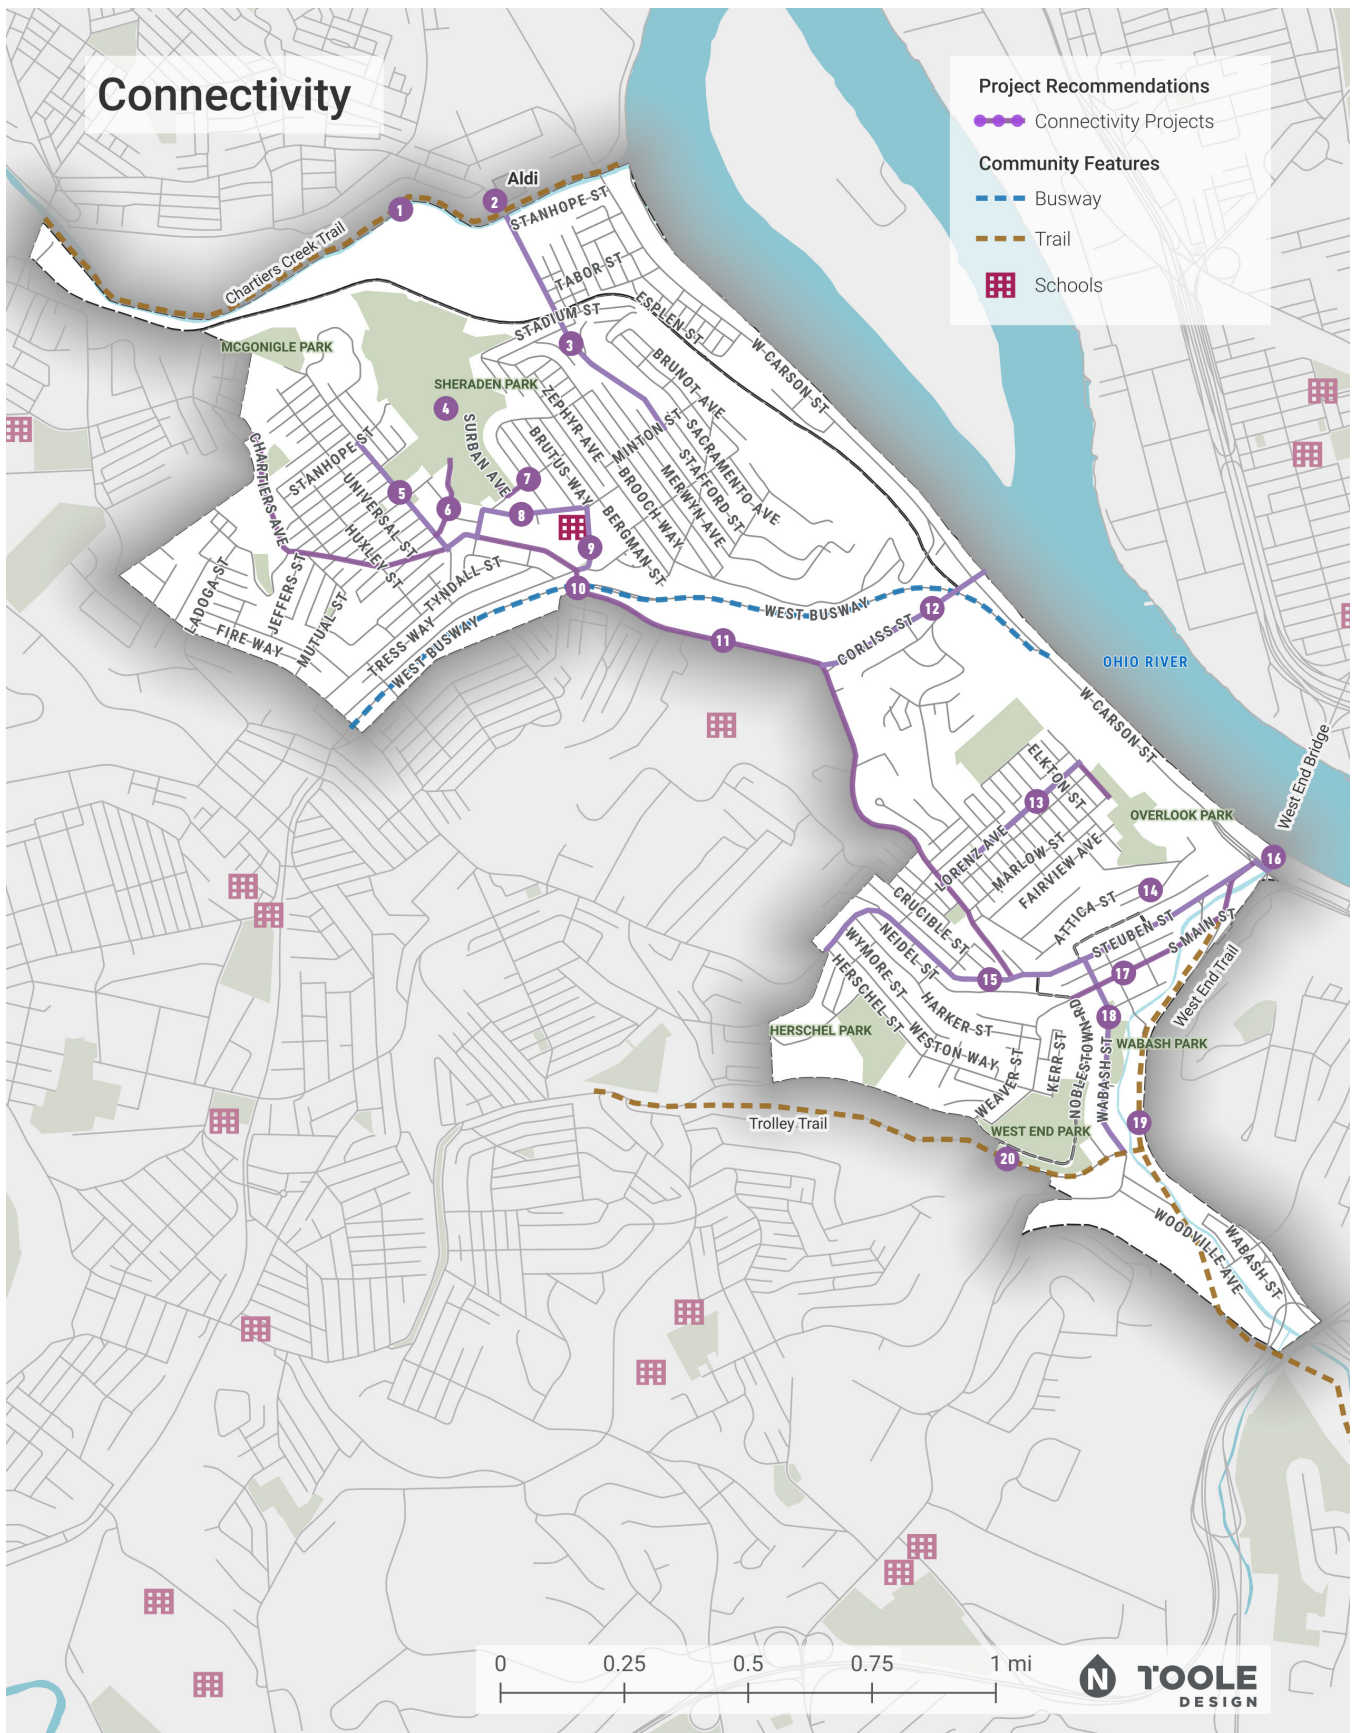 Connectivity
Project Recommendations
Connectivity Projects
Community Features
Busway
Trail
Schools
Aldi
1
2
STANHOPE ST
Chartiers Creek Trail
TABOR ST
STADIUM ST
ESPLEN ST
3
MCGONIGLE PARK
W CARSON ST
BRUNOT AVE
SHERADEN PARK
4
ZEPHYR AVE
SURBAN AVE
MINTON ST
SACRAMENTO AVE
CHARTIERS AVE
STANHOPE ST
BRUTUS WAY
STAFFORD ST
MERWYN AVE
BROOCH WAY
UNIVERSAL ST
5
6
7
8
BERGMAN ST
HUXLEY ST
9
LADOGA ST
JEFFERS ST
TYNDALL ST
10
MUTUAL ST
FIRE WAY
TRESS WAY
WEST BUSWAY
WEST BUSWAY
12
CORLISS ST
11
OHIO RIVER
W CARSON ST
West End Bridge
ELKTON ST
13
OVERLOOK PARK
LORENZ AVE
MARLOW ST
FAIRVIEW AVE
16
14
CRUCIBLE ST
ATTICA ST
STEUBEN ST
S MAIN ST
NEIDEL ST
WYMORE ST
HERSCHEL ST
15
17
West End Trail
HARKER ST
18
HERSCHEL PARK
WESTON WAY
WABASH PARK
NOBLESTOWN RD
KERR ST
WEAVER ST
WABASH ST
Trolley Trail
WEST END PARK
19
20
WOODVILLE AVE
WABASH ST
0 0.25 0.5 0.75 1 mi
N
TOOLE
DESIGN